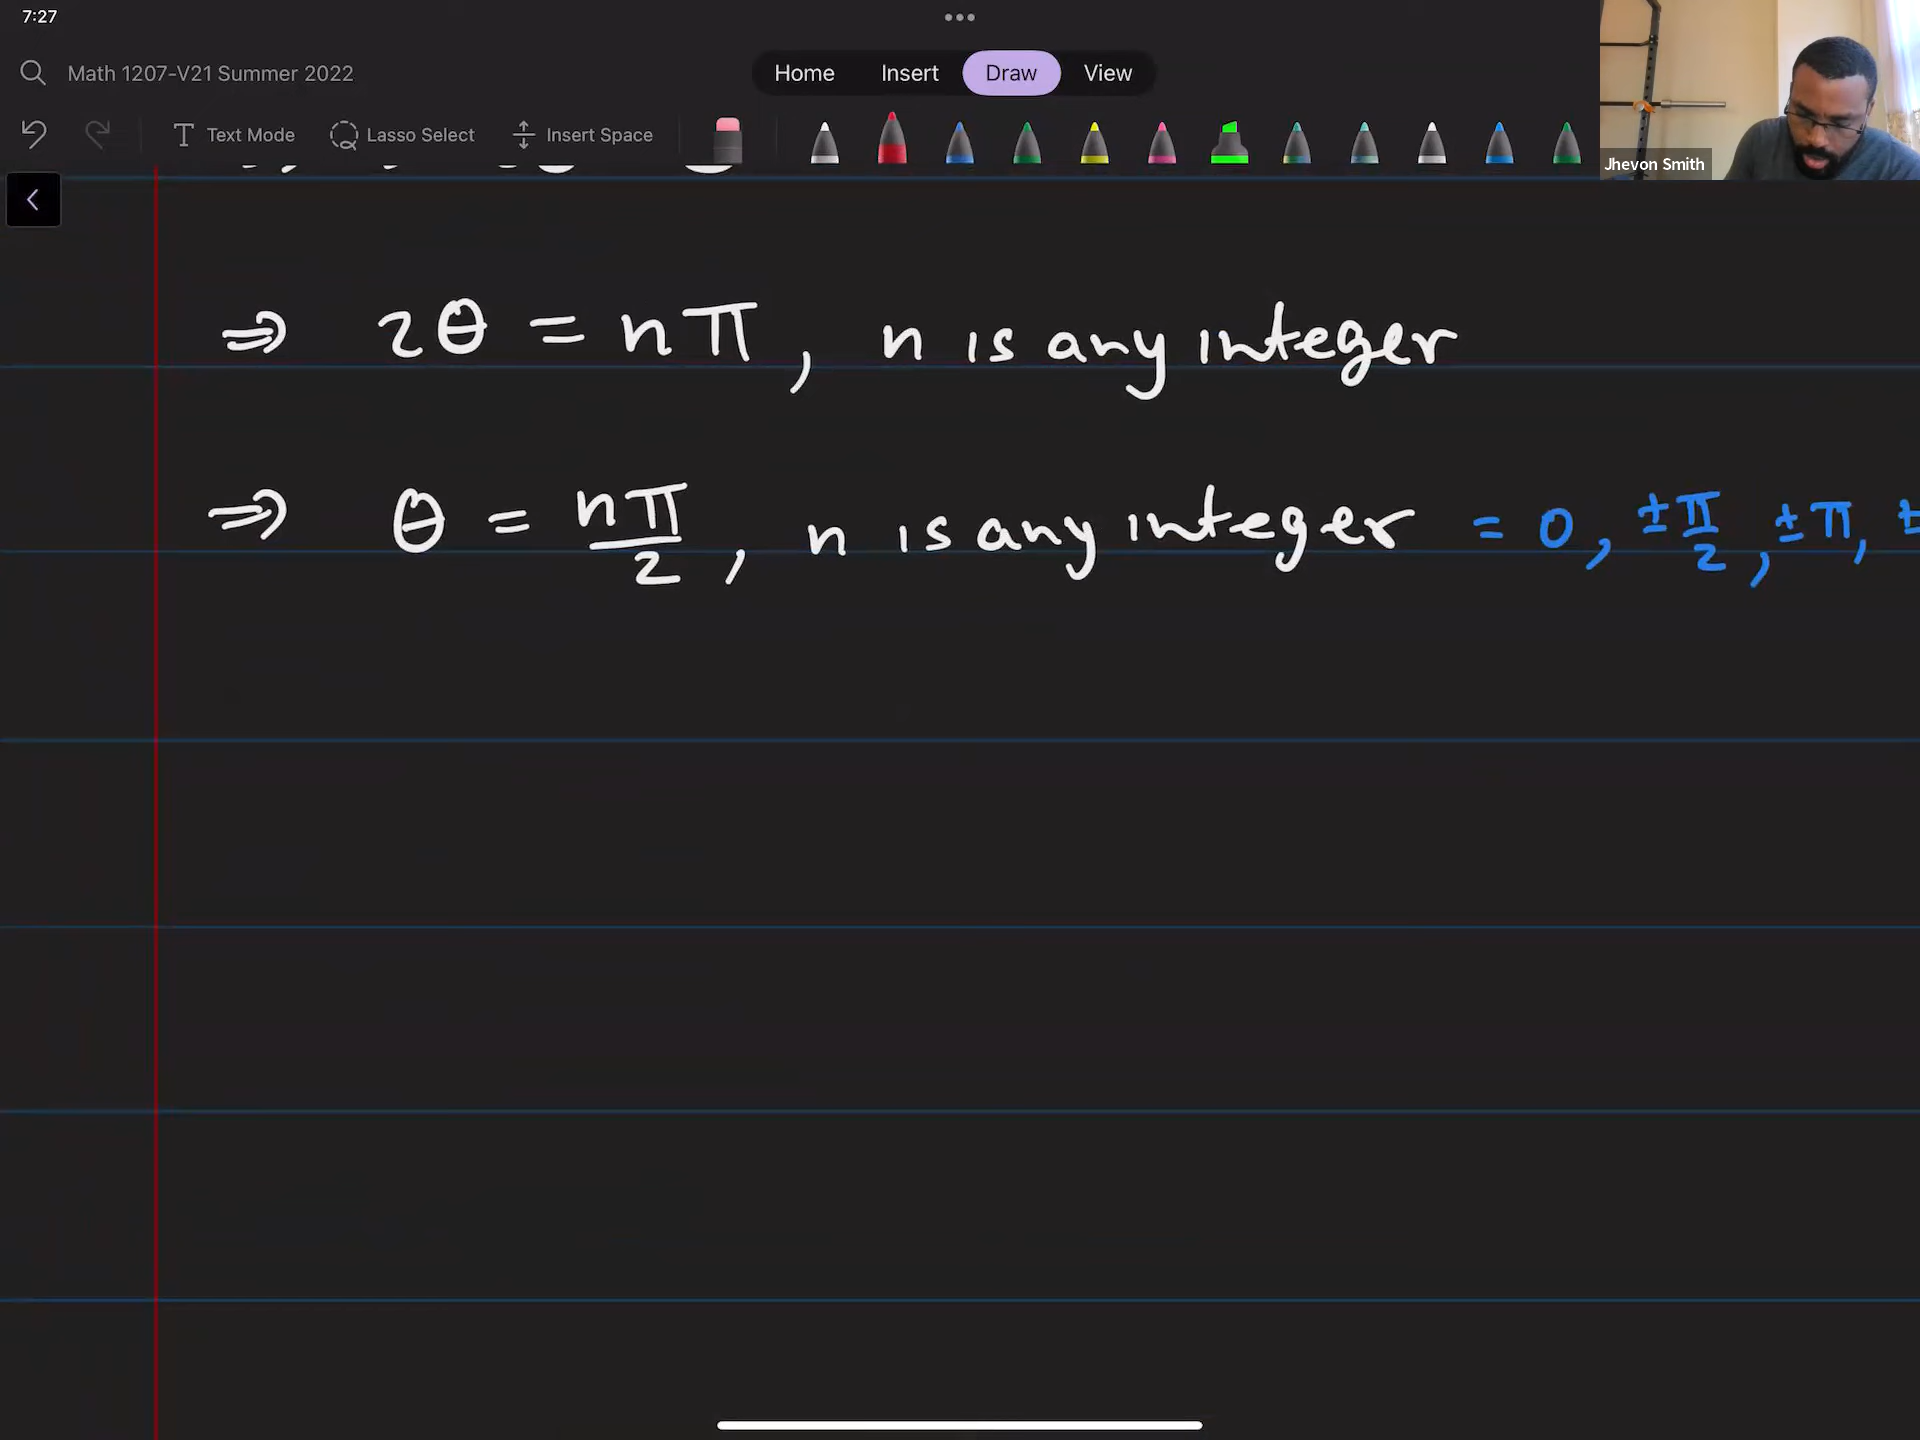 7:27
Math 1207-V21 Summer 2022
Home Insert Draw View
Text Mode Lasso Select Insert Space
Jhevon Smith
⇒ 2θ = nπ, n is any integer
⇒ θ = nπ/2, n is any integer = 0, ±π/2, ±π, ±